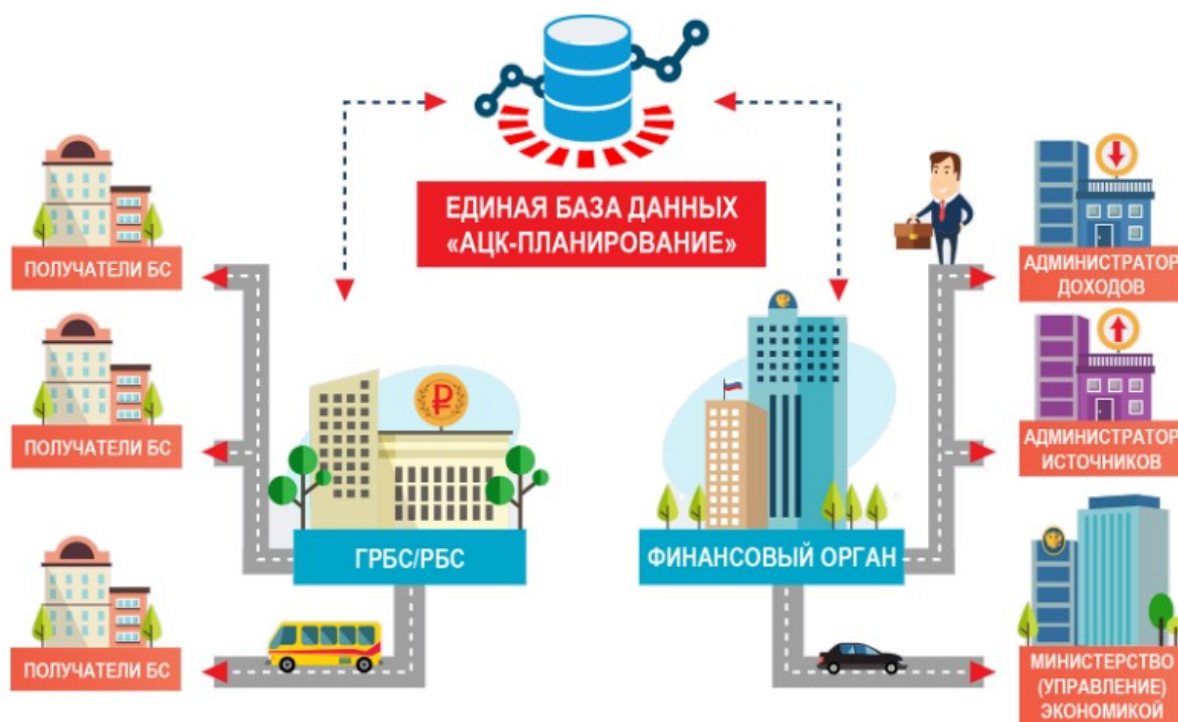 ЕДИНАЯ БАЗА ДАННЫХ
«АЦК-ПЛАНИРОВАНИЕ»
ПОЛУЧАТЕЛИ БС
ПОЛУЧАТЕЛИ БС
ПОЛУЧАТЕЛИ БС
ГРБС/РБС
ФИНАНСОВЫЙ ОРГАН
АДМИНИСТРАТОР
ДОХОДОВ
АДМИНИСТРАТОР
ИСТОЧНИКОВ
МИНИСТЕРСТВО
(УПРАВЛЕНИЕ)
ЭКОНОМИКОЙ